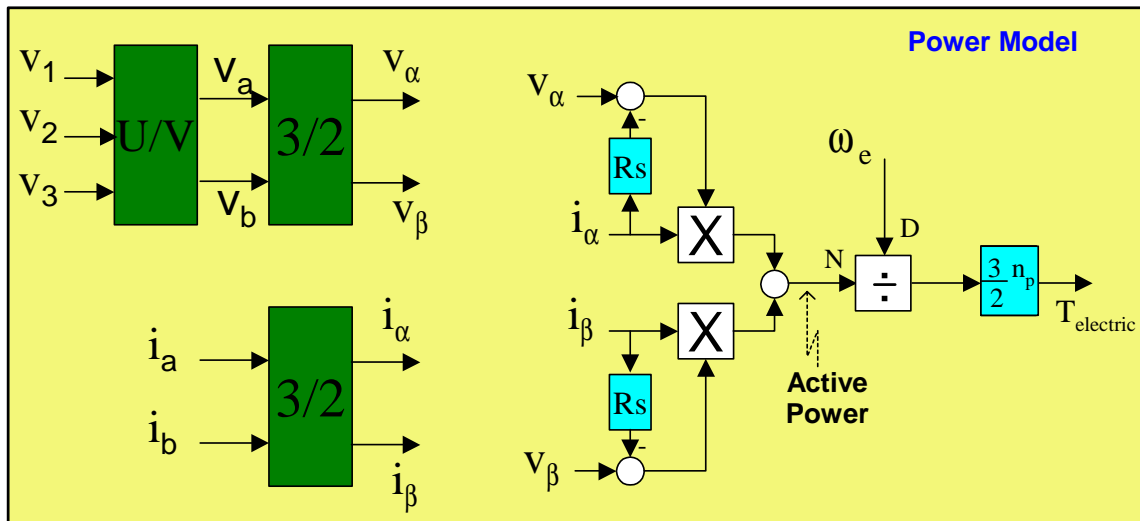 Power Model
v1
v2
v3
U/V
va
vb
3/2
vα
vβ
ia
ib
3/2
iα
iβ
vα
-
Rs
iα
X
iβ
X
Rs
-
vβ
ωe
N
D
÷
3/2 np
Telectric
Active
Power